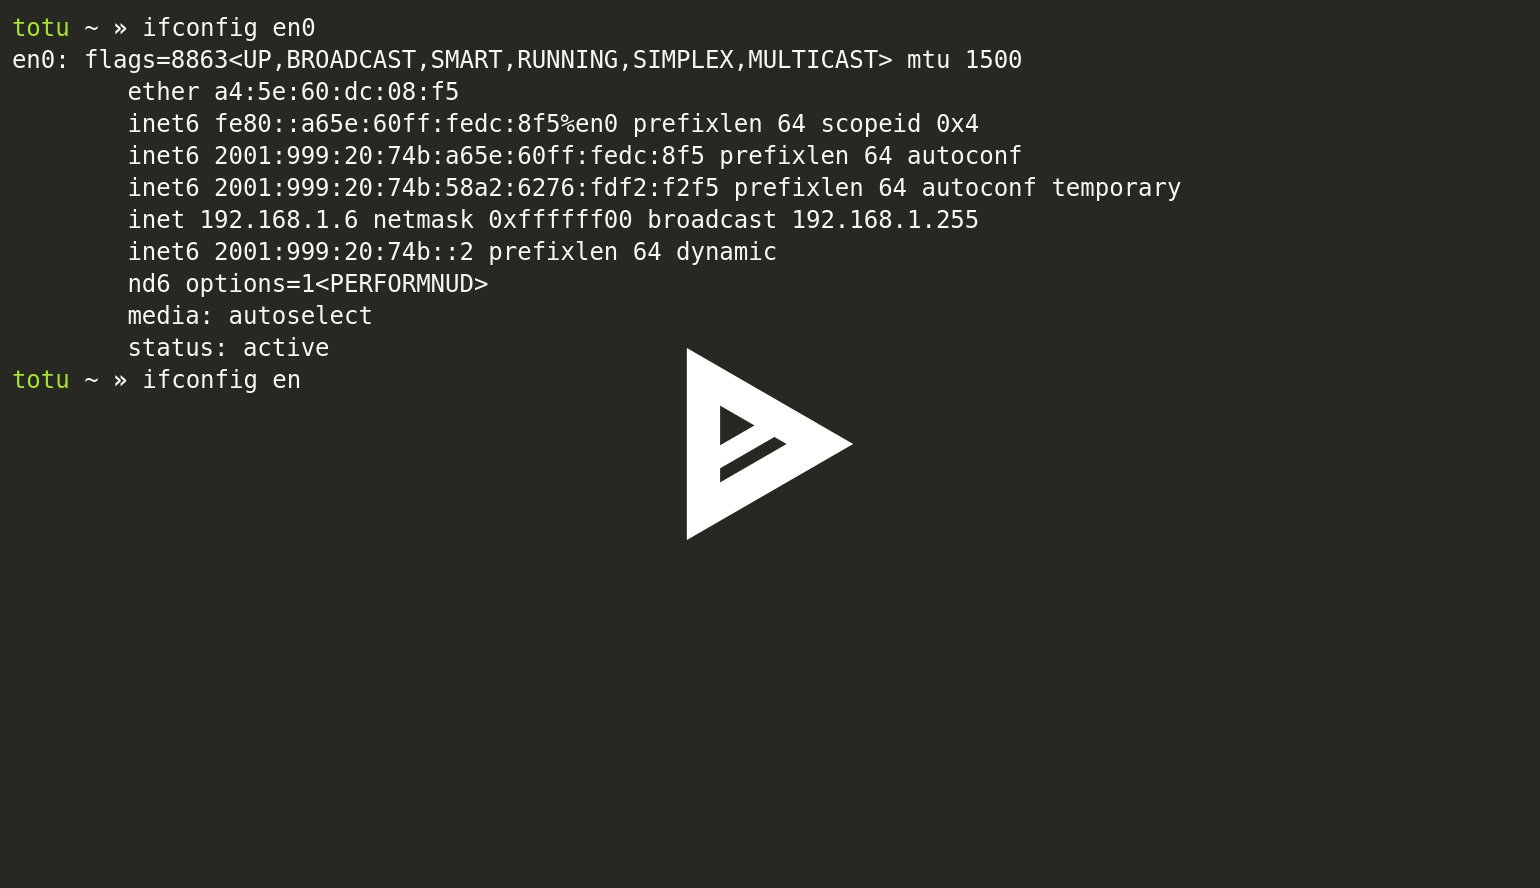 totu ~ » ifconfig en0
en0: flags=8863<UP,BROADCAST,SMART,RUNNING,SIMPLEX,MULTICAST> mtu 1500
ether a4:5e:60:dc:08:f5
inet6 fe80::a65e:60ff:fedc:8f5%en0 prefixlen 64 scopeid 0x4
inet6 2001:999:20:74b:a65e:60ff:fedc:8f5 prefixlen 64 autoconf
inet6 2001:999:20:74b:58a2:6276:fdf2:f2f5 prefixlen 64 autoconf temporary
inet 192.168.1.6 netmask 0xffffff00 broadcast 192.168.1.255
inet6 2001:999:20:74b::2 prefixlen 64 dynamic
nd6 options=1<PERFORMNUD>
media: autoselect
status: active
totu ~ » ifconfig en